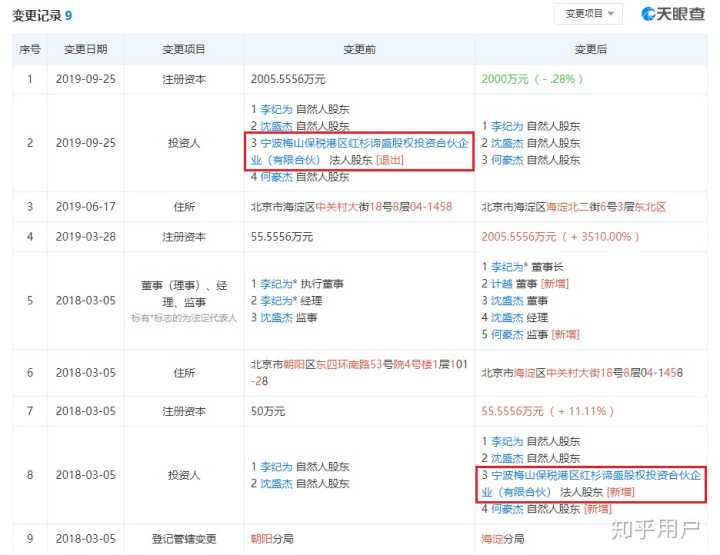 变更记录 9
变更项目
天眼查
序号 变更日期 变更项目 变更前 变更后
1 2019-09-25 注册资本 2005.5556万元 2000万元 ( - .28% )
2 2019-09-25 投资人
1 李纪为 自然人股东
2 沈盛杰 自然人股东
3 宁波梅山保税港区红杉谛盛股权投资合伙企
业（有限合伙） 法人股东 [退出]
4 何豪杰 自然人股东
1 李纪为 自然人股东
2 沈盛杰 自然人股东
3 何豪杰 自然人股东
3 2019-06-17 住所 北京市海淀区中关村大街18号8层04-1458 北京市海淀区海淀北二街6号3层东北区
4 2019-03-28 注册资本 55.5556万元 2005.5556万元 ( + 3510.00% )
5 2018-03-05
董事（理事）、经
理、监事
标有*标志的为法定代表人
1 李纪为* 执行董事
2 李纪为* 经理
3 沈盛杰 监事
1 李纪为* 董事长
2 计越 董事 [新增]
3 沈盛杰 董事
4 沈盛杰 经理
5 何豪杰 监事 [新增]
6 2018-03-05 住所
北京市朝阳区东四环南路53号院4号楼1层101
-28
北京市海淀区中关村大街18号8层04-1458
7 2018-03-05 注册资本 50万元 55.5556万元 ( + 11.11% )
8 2018-03-05 投资人
1 李纪为 自然人股东
2 沈盛杰 自然人股东
1 李纪为 自然人股东
2 沈盛杰 自然人股东
3 宁波梅山保税港区红杉谛盛股权投资合伙企
业（有限合伙） 法人股东 [新增]
4 何豪杰 自然人股东 [新增]
9 2018-03-05 登记管辖变更 朝阳分局 海淀分局
知乎用户